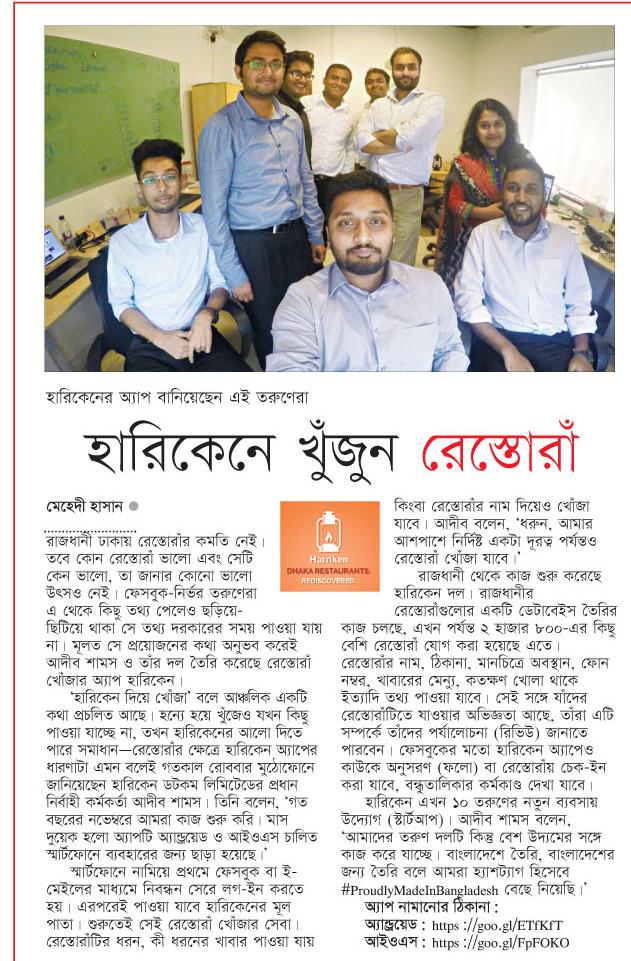 হারিকেনের অ্যাপ বানিয়েছেন এই তরুণেরা
হারিকেনে খুঁজুন রেস্তোরাঁ
মেহেদী হাসান ●
রাজধানী ঢাকায় রেস্তোরাঁর কমতি নেই।
তবে কোন রেস্তোরাঁ ভালো এবং সেটি
কেন ভালো, তা জানার কোনো ভালো
উৎসও নেই। ফেসবুক-নির্ভর তরুণেরা
এ থেকে কিছু তথ্য পেলেও ছড়িয়ে-
ছিটিয়ে থাকা সে তথ্য দরকারের সময় পাওয়া যায়
না। মূলত সে প্রয়োজনের কথা অনুভব করেই
আদীব শামস ও তাঁর দল তৈরি করেছে রেস্তোরাঁ
খোঁজার অ্যাপ হারিকেন।
‘হারিকেন দিয়ে খোঁজা’ বলে আঞ্চলিক একটি
কথা প্রচলিত আছে। হন্যে হয়ে খুঁজেও যখন কিছু
পাওয়া যাচ্ছে না, তখন হারিকেনের আলো দিতে
পারে সমাধান—রেস্তোরাঁর ক্ষেত্রে হারিকেন অ্যাপের
ধারণাটা এমন বলেই গতকাল রোববার মুঠোফোনে
জানিয়েছেন হারিকেন ডটকম লিমিটেডের প্রধান
নির্বাহী কর্মকর্তা আদীব শামস। তিনি বলেন, ‘গত
বছরের নভেম্বরে আমরা কাজ শুরু করি। মাস
দুয়েক হলো অ্যাপটি অ্যান্ড্রয়েড ও আইওএস চালিত
স্মার্টফোনে ব্যবহারের জন্য ছাড়া হয়েছে।’
স্মার্টফোনে নামিয়ে প্রথমে ফেসবুক বা ই-
মেইলের মাধ্যমে নিবন্ধন সেরে লগ-ইন করতে
হয়। এরপরেই পাওয়া যাবে হারিকেনের মূল
পাতা। শুরুতেই সেই রেস্তোরাঁ খোঁজার সেবা।
রেস্তোরাঁটির ধরন, কী ধরনের খাবার পাওয়া যায়
Harriken
DHAKA RESTAURANTS.
REDISCOVERED
কিংবা রেস্তোরাঁর নাম দিয়েও খোঁজা
যাবে। আদীব বলেন, ‘ধরুন, আমার
আশপাশে নির্দিষ্ট একটা দূরত্ব পর্যন্তও
রেস্তোরাঁ খোঁজা যাবে।’
রাজধানী থেকে কাজ শুরু করেছে
হারিকেন দল। রাজধানীর
রেস্তোরাঁগুলোর একটি ডেটাবেইস তৈরির
কাজ চলছে, এখন পর্যন্ত ২ হাজার ৮০০-এর কিছু
বেশি রেস্তোরাঁ যোগ করা হয়েছে এতে।
রেস্তোরাঁর নাম, ঠিকানা, মানচিত্রে অবস্থান, ফোন
নম্বর, খাবারের মেন্যু, কতক্ষণ খোলা থাকে
ইত্যাদি তথ্য পাওয়া যাবে। সেই সঙ্গে যাঁদের
রেস্তোরাঁটিতে যাওয়ার অভিজ্ঞতা আছে, তাঁরা এটি
সম্পর্কে তাঁদের পর্যালোচনা (রিভিউ) জানাতে
পারবেন। ফেসবুকের মতো হারিকেন অ্যাপেও
কাউকে অনুসরণ (ফলো) বা রেস্তোরাঁয় চেক-ইন
করা যাবে, বন্ধুতালিকার কর্মকাণ্ড দেখা যাবে।
হারিকেন এখন ১০ তরুণের নতুন ব্যবসায়
উদ্যোগ (স্টার্টআপ)। আদীব শামস বলেন,
‘আমাদের তরুণ দলটি কিন্তু বেশ উদ্যমের সঙ্গে
কাজ করে যাচ্ছে। বাংলাদেশে তৈরি, বাংলাদেশের
জন্য তৈরি বলে আমরা হ্যাশট্যাগ হিসেবে
#ProudlyMadeInBangladesh বেছে নিয়েছি।’
অ্যাপ নামানোর ঠিকানা :
অ্যান্ড্রয়েড : https ://goo.gl/ETfKfT
আইওএস : https ://goo.gl/FpFOKO